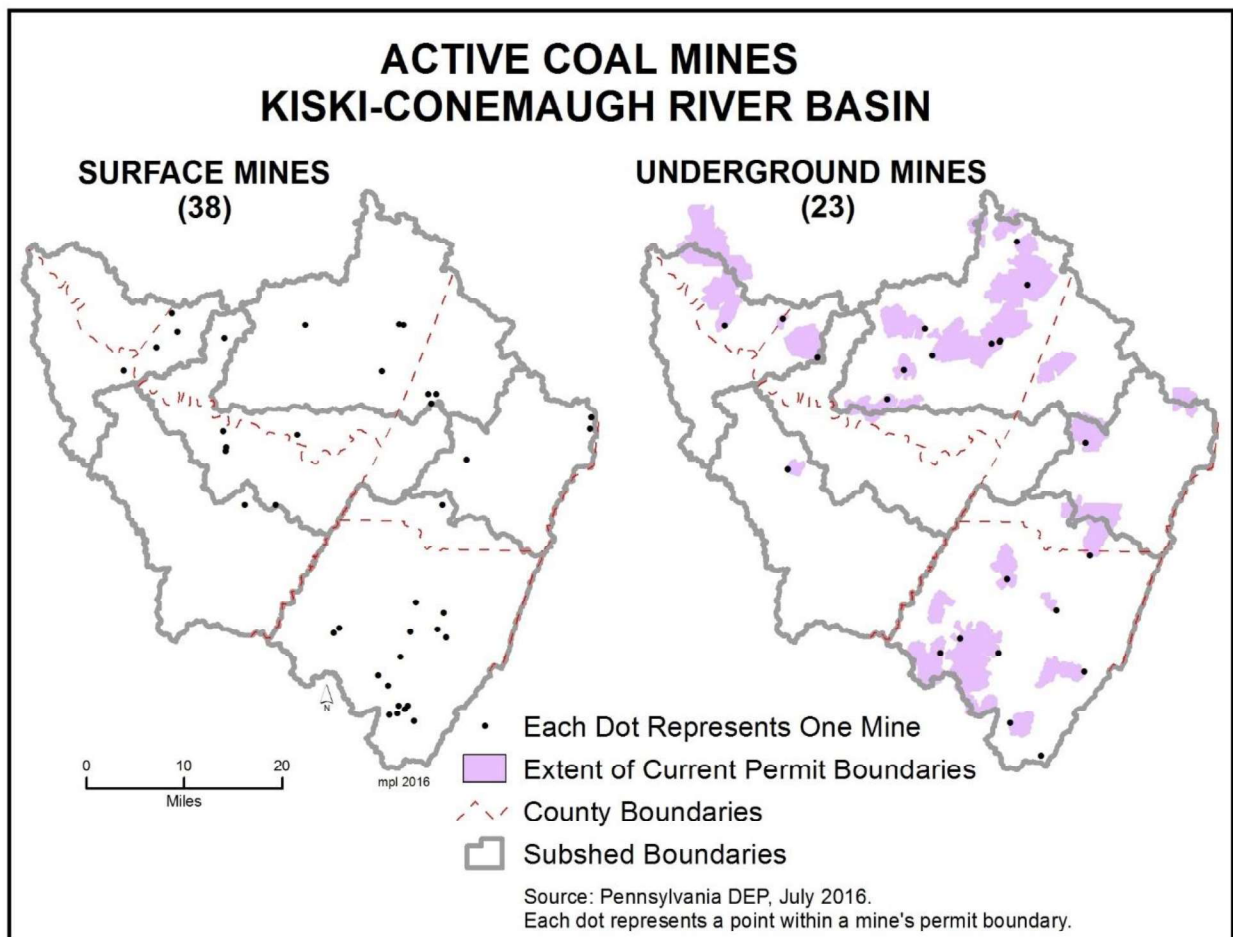 ACTIVE COAL MINES
KISKI-CONEMAUGH RIVER BASIN
SURFACE MINES
(38)
UNDERGROUND MINES
(23)
N
0 10 20
Miles
mpl 2016
Each Dot Represents One Mine
Extent of Current Permit Boundaries
County Boundaries
Subshed Boundaries
Source: Pennsylvania DEP, July 2016.
Each dot represents a point within a mine's permit boundary.